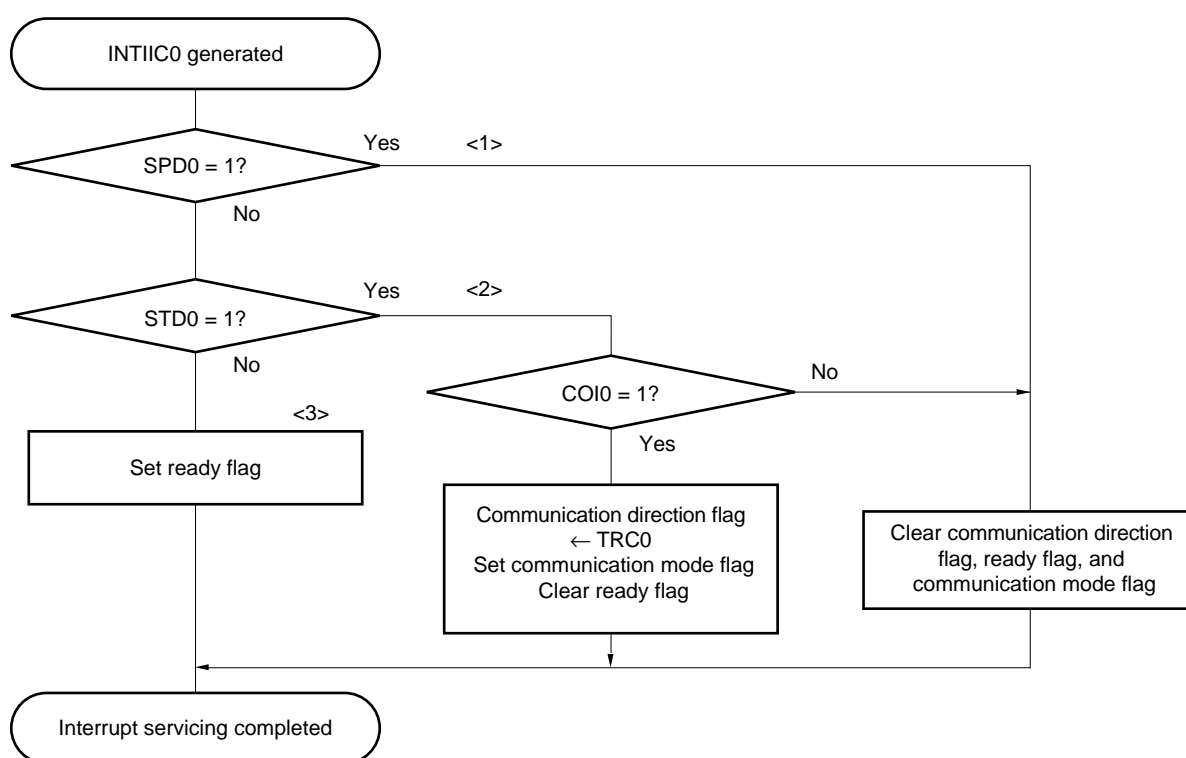 INTIIC0 generated
Yes
<1>
SPD0 = 1?
No
Yes
<2>
STD0 = 1?
No
No
COI0 = 1?
<3>
Yes
Set ready flag
Communication direction flag
← TRC0
Set communication mode flag
Clear ready flag
Clear communication direction
flag, ready flag, and
communication mode flag
Interrupt servicing completed